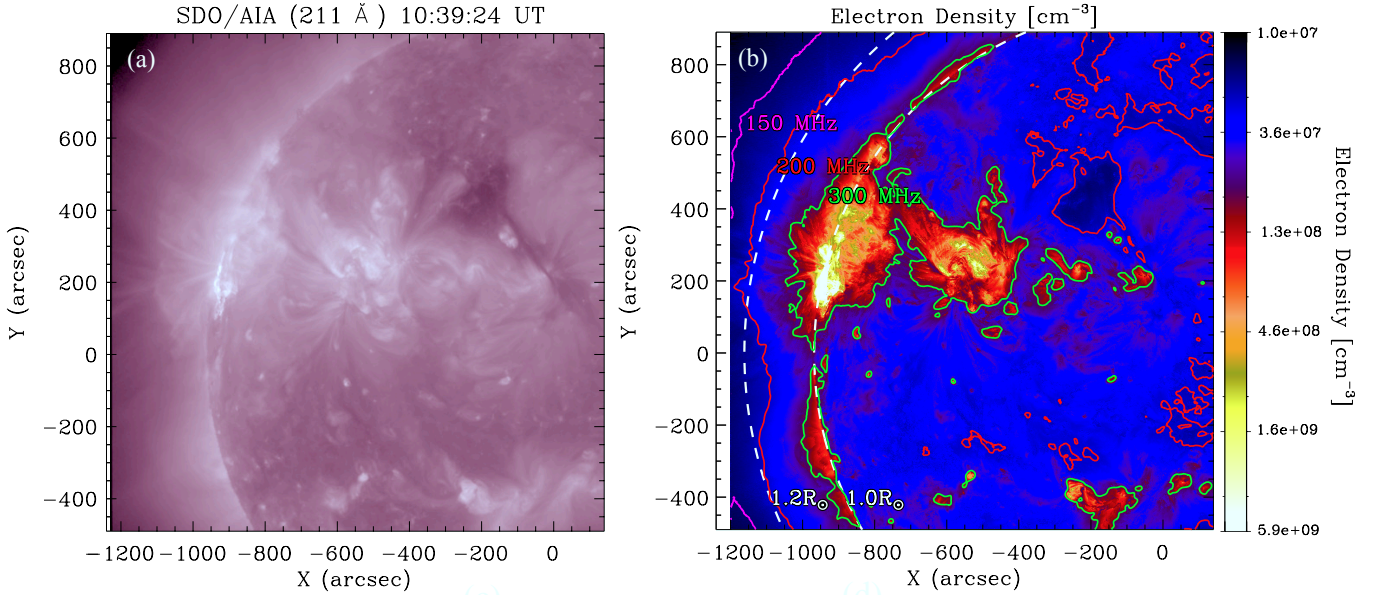 SDO/AIA (211 Å) 10:39:24 UT
(a)
800
600
400
200
0
−200
−400
Y (arcsec)
−1200 −1000 −800 −600 −400 −200 0
X (arcsec)
Electron Density [cm⁻³]
(b)
800
600
400
200
0
−200
−400
Y (arcsec)
150 MHz
200 MHz
300 MHz
1.2R⊙ 1.0R⊙
−1200 −1000 −800 −600 −400 −200 0
X (arcsec)
1.0e+07
3.6e+07
1.3e+08
4.6e+08
1.6e+09
5.9e+09
Electron Density [cm⁻³]